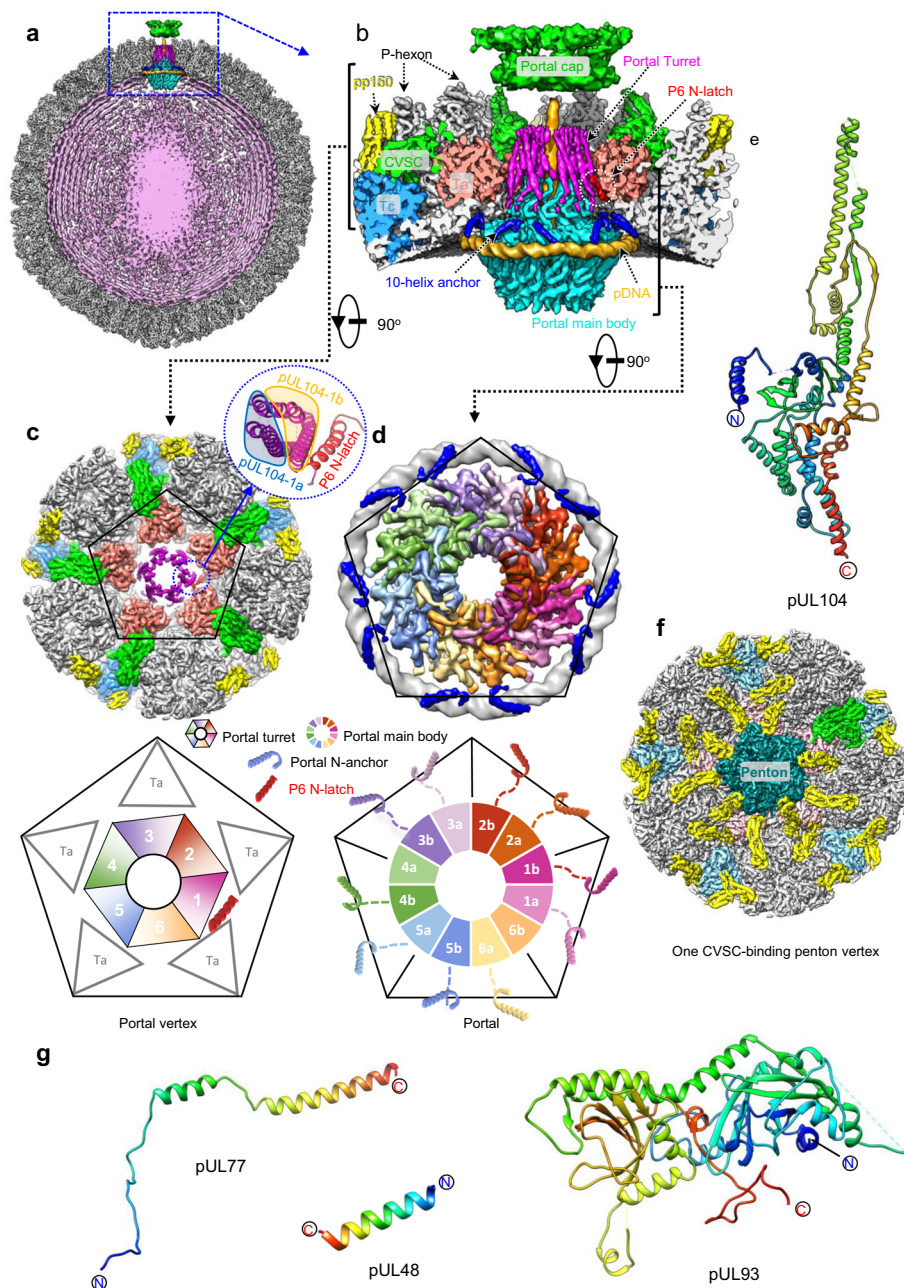 a
b
P-hexon
pp150
Portal cap
Portal Turret
P6 N-latch
CVSC
Ta
Tc
10-helix anchor
pDNA
Portal main body
90º
90º
e
N
C
pUL104
c
pUL104-1b
pUL104-1a
P6 N-latch
d
f
Penton
One CVSC-binding penton vertex
Portal turret
Portal main body
Portal N-anchor
P6 N-latch
Ta
Ta
Ta
Ta
Ta
1
2
3
4
5
6
Portal vertex
3a
2b
3b
2a
4a
1b
4b
1a
5a
6b
5b
6a
Portal
g
C
pUL77
N
N
C
pUL48
N
C
pUL93